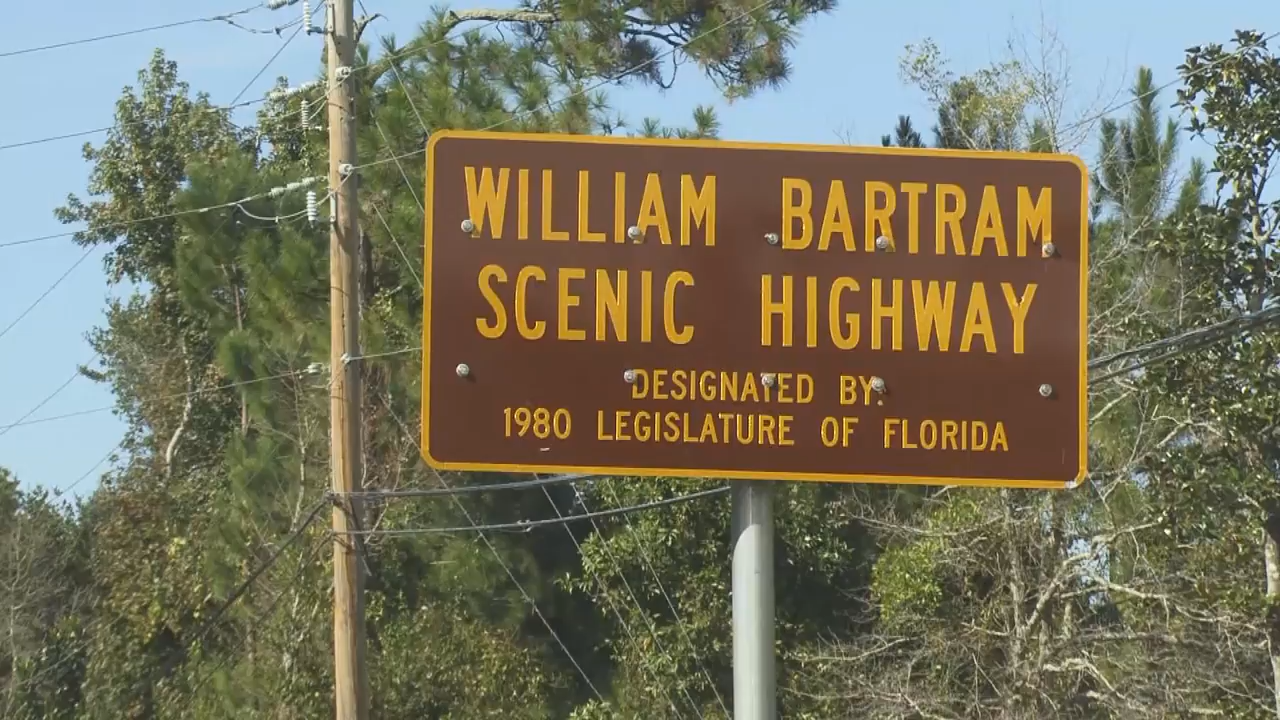 WILLIAM BARTRAM
SCENIC HIGHWAY
DESIGNATED BY:
1980 LEGISLATURE OF FLORIDA